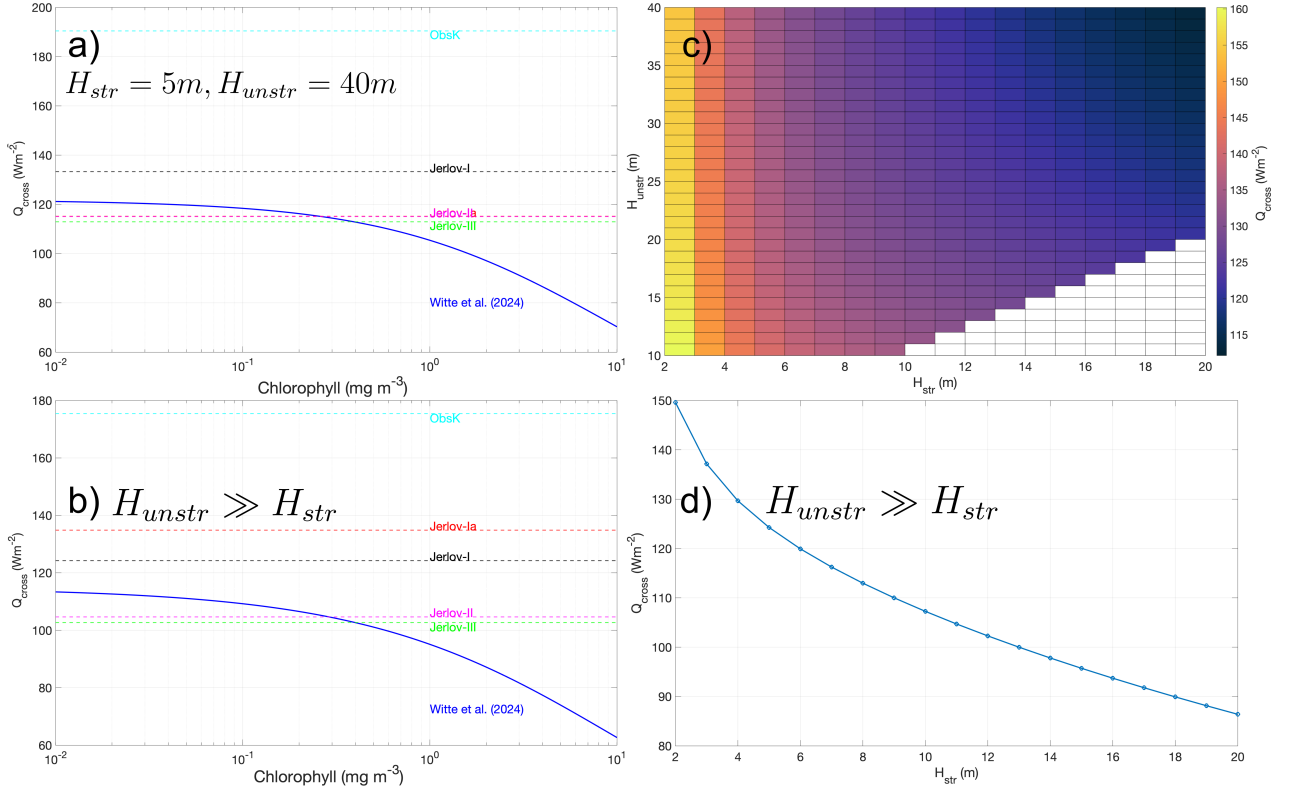 a)
H_str = 5m, H_unstr = 40m
200
180
160
140
120
100
80
60
Q_cross (Wm^-2)
ObsK
Jerlov-I
Jerlov-Ia
Jerlov-III
Witte et al. (2024)
10^-2
10^-1
10^0
10^1
Chlorophyll (mg m^-3)
c)
40
35
30
25
20
15
10
H_unstr (m)
2
4
6
8
10
12
14
16
18
20
H_str (m)
160
155
150
145
140
135
130
125
120
115
Q_cross (Wm^-2)
b) H_unstr ≫ H_str
180
160
140
120
100
80
60
Q_cross (Wm^-2)
ObsK
Jerlov-Ia
Jerlov-I
Jerlov-II
Jerlov-III
Witte et al. (2024)
10^-2
10^-1
10^0
10^1
Chlorophyll (mg m^-3)
d) H_unstr ≫ H_str
150
140
130
120
110
100
90
80
Q_cross (Wm^-2)
2
4
6
8
10
12
14
16
18
20
H_str (m)